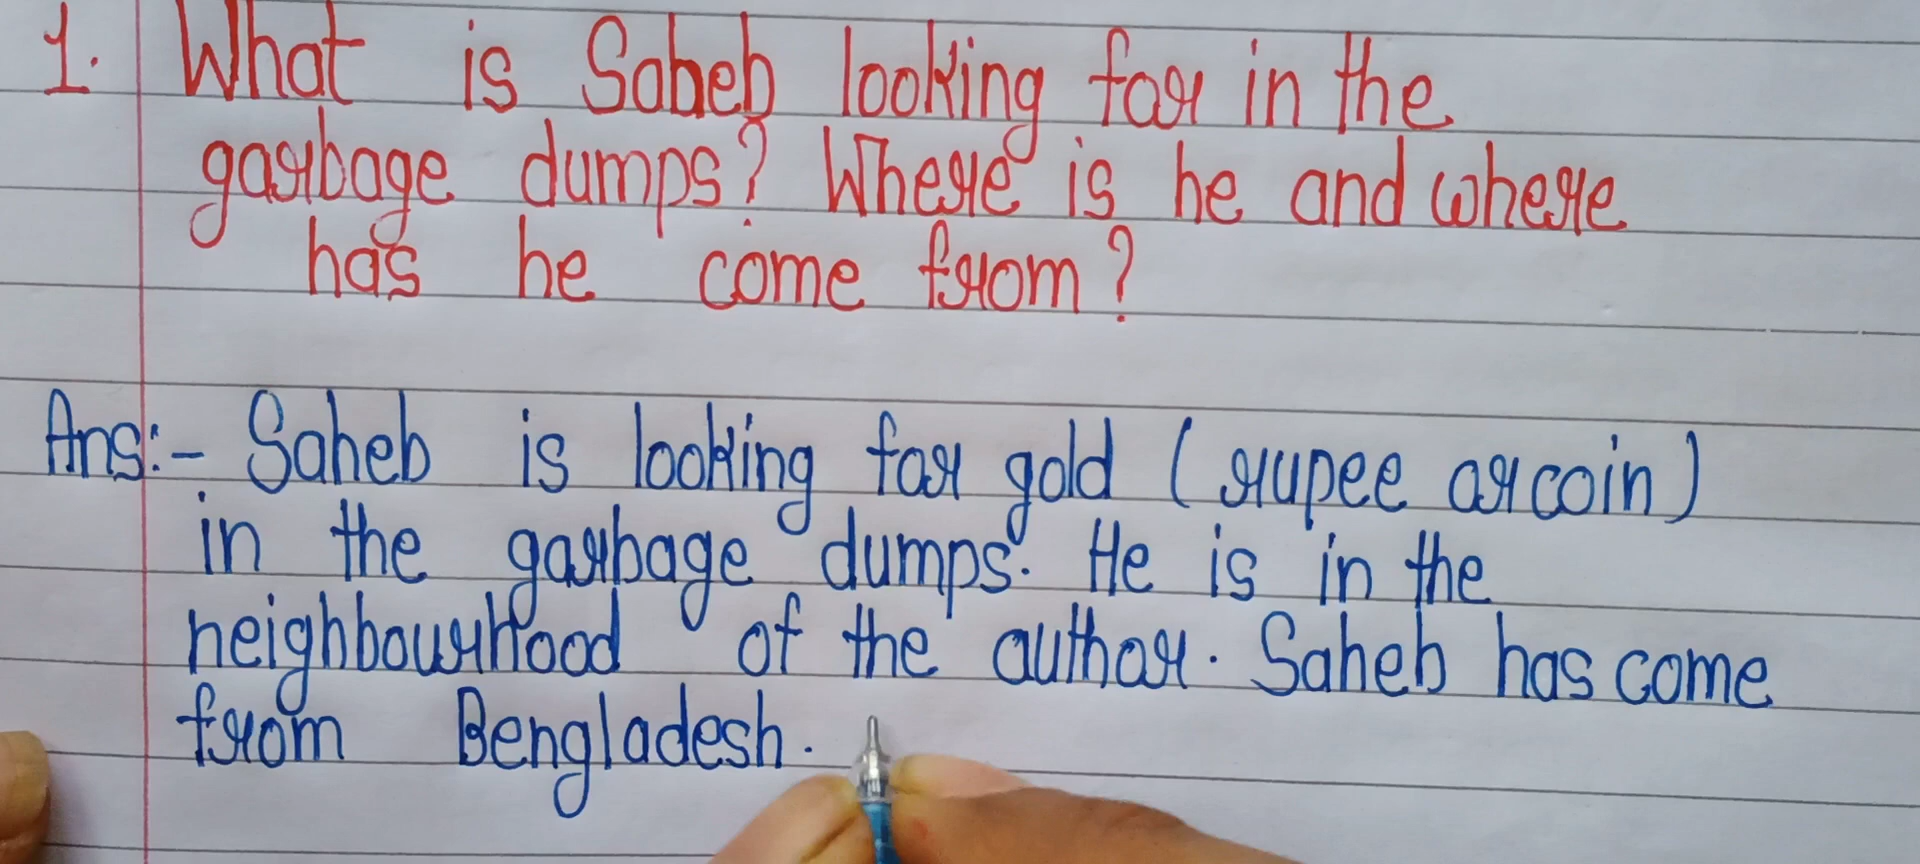 1. What is Saheb looking for in the
garbage dumps? Where is he and where
has he come from?
Ans:- Saheb is looking for gold (rupee or coin)
in the garbage dumps. He is in the
neighbourhood of the author. Saheb has come
from Bengladesh.